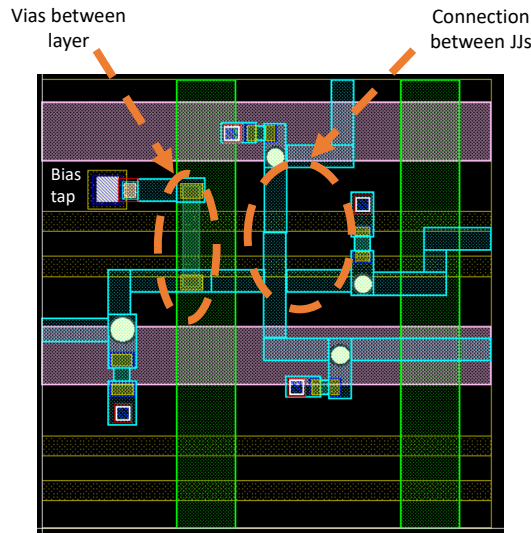 Vias between
layer
Connection
between JJs
Bias
tap